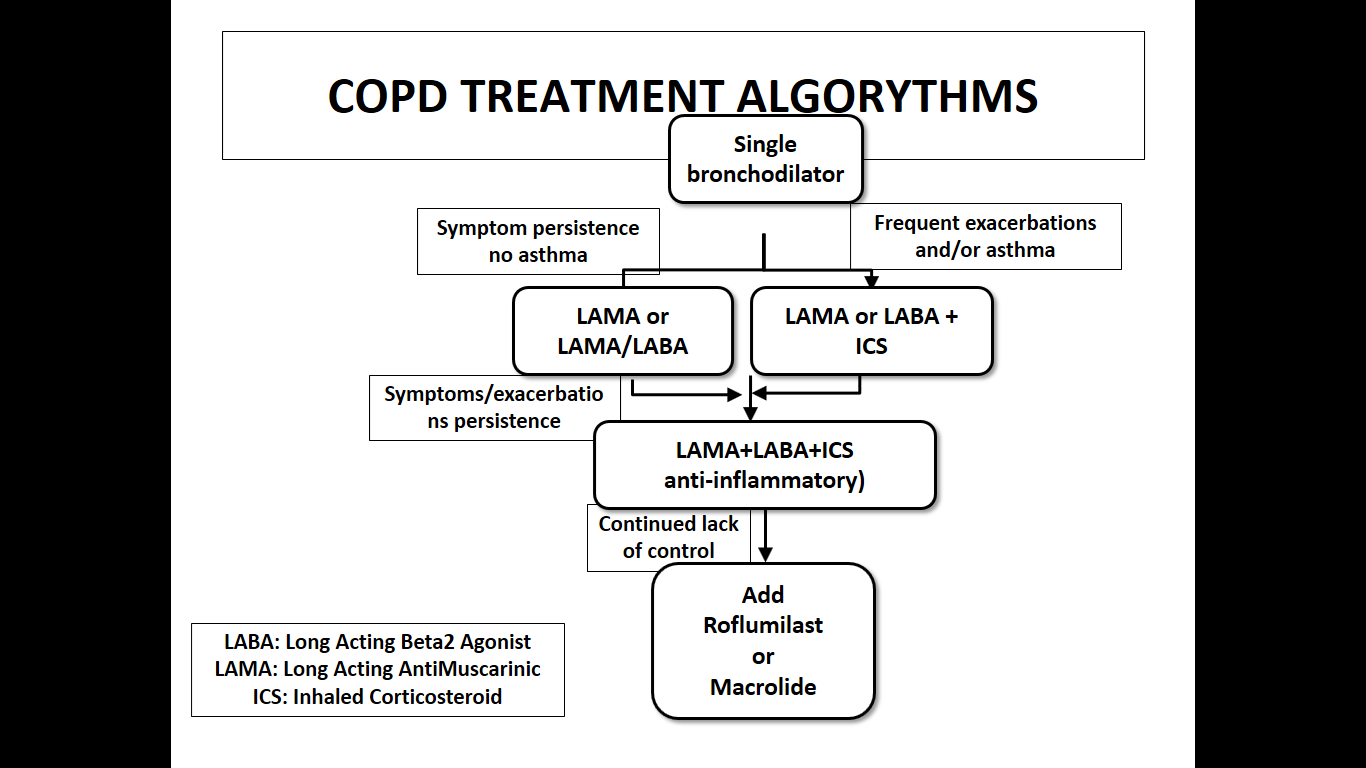 COPD TREATMENT ALGORYTHMS
Single
bronchodilator
Symptom persistence
no asthma
Frequent exacerbations
and/or asthma
LAMA or
LAMA/LABA
LAMA or LABA +
ICS
Symptoms/exacerbatio
ns persistence
LAMA+LABA+ICS
anti-inflammatory)
Continued lack
of control
Add
Roflumilast
or
Macrolide
LABA: Long Acting Beta2 Agonist
LAMA: Long Acting AntiMuscarinic
ICS: Inhaled Corticosteroid